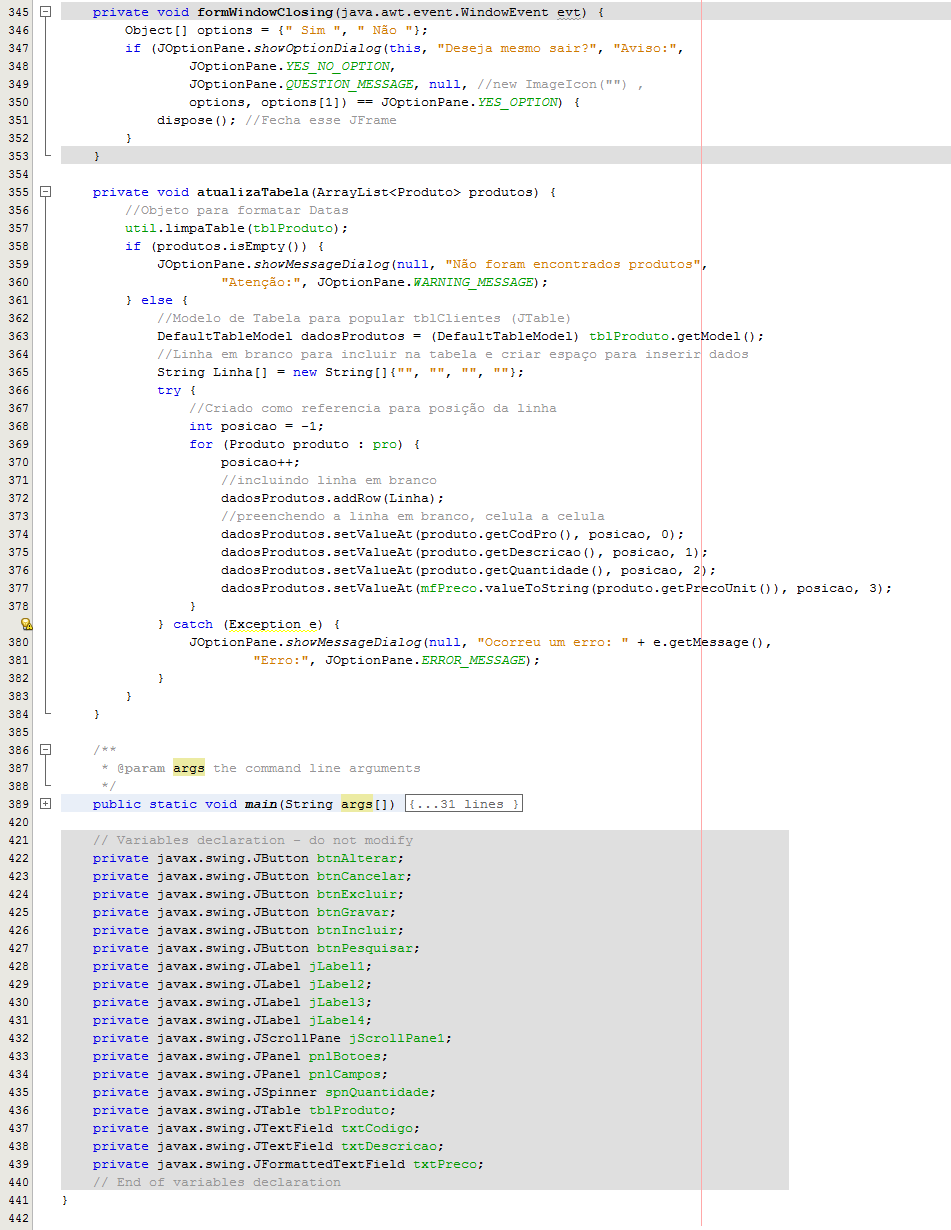 345 private void formWindowClosing(java.awt.event.WindowEvent evt) {
346 Object[] options = {" Sim ", " Não "};
347 if (JOptionPane.showOptionDialog(this, "Deseja mesmo sair?", "Aviso:",
348 JOptionPane.YES_NO_OPTION,
349 JOptionPane.QUESTION_MESSAGE, null, //new ImageIcon("") ,
350 options, options[1]) == JOptionPane.YES_OPTION) {
351 dispose(); //Fecha esse JFrame
352 }
353 }
354
355 private void atualizaTabela(ArrayList<Produto> produtos) {
356 //Objeto para formatar Datas
357 util.limpaTable(tblProduto);
358 if (produtos.isEmpty()) {
359 JOptionPane.showMessageDialog(null, "Não foram encontrados produtos",
360 "Atenção:", JOptionPane.WARNING_MESSAGE);
361 } else {
362 //Modelo de Tabela para popular tblClientes (JTable)
363 DefaultTableModel dadosProdutos = (DefaultTableModel) tblProduto.getModel();
364 //Linha em branco para incluir na tabela e criar espaço para inserir dados
365 String Linha[] = new String[]{"", "", "", ""};
366 try {
367 //Criado como referencia para posição da linha
368 int posicao = -1;
369 for (Produto produto : pro) {
370 posicao++;
371 //incluindo linha em branco
372 dadosProdutos.addRow(Linha);
373 //preenchendo a linha em branco, celula a celula
374 dadosProdutos.setValueAt(produto.getCodPro(), posicao, 0);
375 dadosProdutos.setValueAt(produto.getDescricao(), posicao, 1);
376 dadosProdutos.setValueAt(produto.getQuantidade(), posicao, 2);
377 dadosProdutos.setValueAt(mfPreco.valueToString(produto.getPrecoUnit()), posicao, 3);
378 }
} catch (Exception e) {
380 JOptionPane.showMessageDialog(null, "Ocorreu um erro: " + e.getMessage(),
381 "Erro:", JOptionPane.ERROR_MESSAGE);
382 }
383 }
384 }
385
386 /**
387 * @param args the command line arguments
388 */
389 public static void main(String args[]) {...31 lines }
420
421 // Variables declaration - do not modify
422 private javax.swing.JButton btnAlterar;
423 private javax.swing.JButton btnCancelar;
424 private javax.swing.JButton btnExcluir;
425 private javax.swing.JButton btnGravar;
426 private javax.swing.JButton btnIncluir;
427 private javax.swing.JButton btnPesquisar;
428 private javax.swing.JLabel jLabel1;
429 private javax.swing.JLabel jLabel2;
430 private javax.swing.JLabel jLabel3;
431 private javax.swing.JLabel jLabel4;
432 private javax.swing.JScrollPane jScrollPane1;
433 private javax.swing.JPanel pnlBotoes;
434 private javax.swing.JPanel pnlCampos;
435 private javax.swing.JSpinner spnQuantidade;
436 private javax.swing.JTable tblProduto;
437 private javax.swing.JTextField txtCodigo;
438 private javax.swing.JTextField txtDescricao;
439 private javax.swing.JFormattedTextField txtPreco;
440 // End of variables declaration
441 }
442